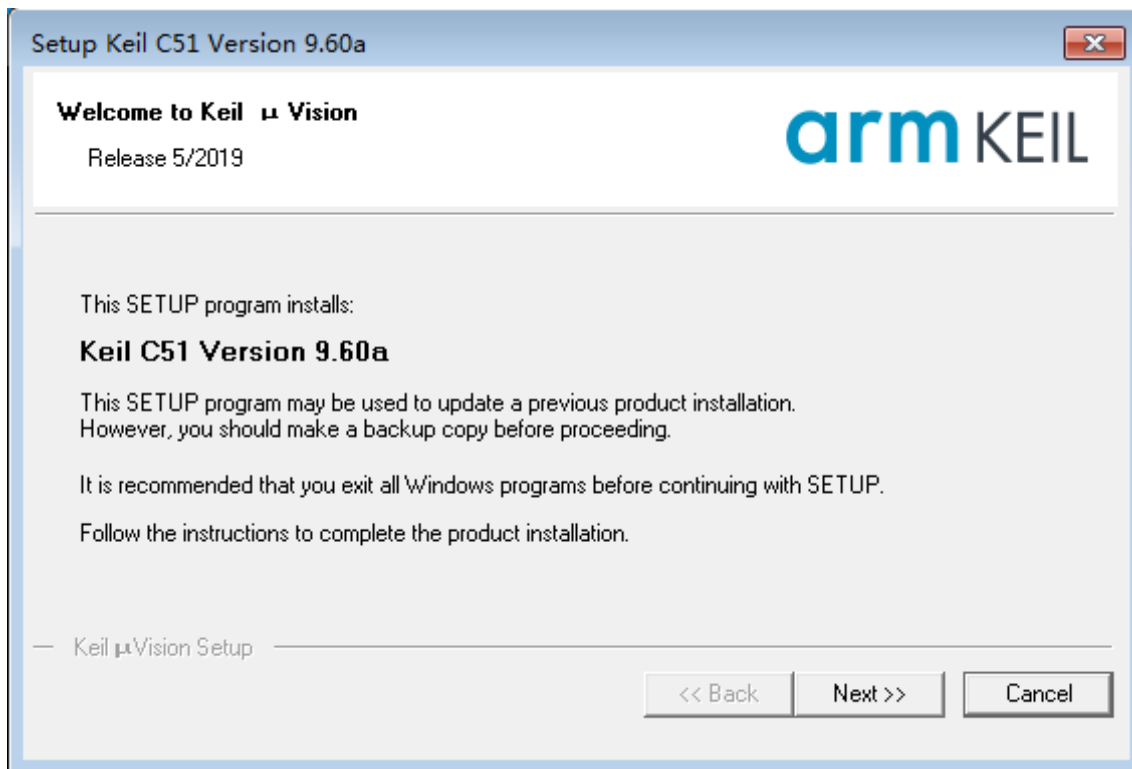 Setup Keil C51 Version 9.60a
Welcome to Keil μ Vision
Release 5/2019
arm KEIL
This SETUP program installs:
Keil C51 Version 9.60a
This SETUP program may be used to update a previous product installation.
However, you should make a backup copy before proceeding.
It is recommended that you exit all Windows programs before continuing with SETUP.
Follow the instructions to complete the product installation.
Keil μVision Setup
<< Back Next >> Cancel